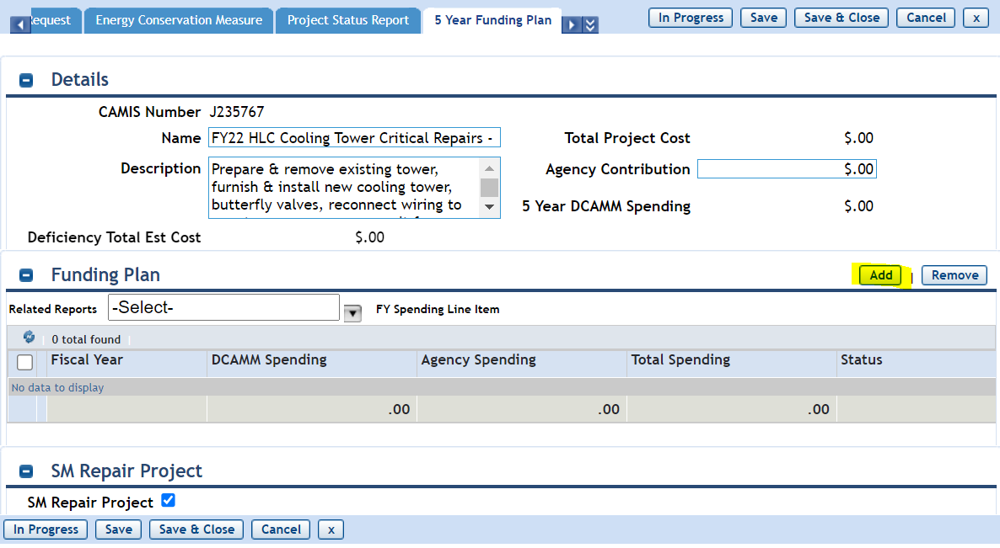 equest Energy Conservation Measure Project Status Report 5 Year Funding Plan In Progress Save Save & Close Cancel x
Details
CAMIS Number J235767
Name FY22 HLC Cooling Tower Critical Repairs - Total Project Cost $.00
Description Prepare & remove existing tower, Agency Contribution $.00
furnish & install new cooling tower,
butterfly valves, reconnect wiring to 5 Year DCAMM Spending $.00
Deficiency Total Est Cost $.00
Funding Plan Add Remove
Related Reports -Select- FY Spending Line Item
0 total found
Fiscal Year DCAMM Spending Agency Spending Total Spending Status
No data to display
.00 .00 .00
SM Repair Project
SM Repair Project
In Progress Save Save & Close Cancel x